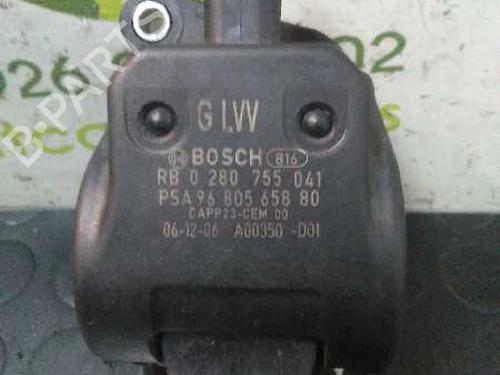 026
B-PARTS
G LVV
BOSCH 816
RB 0 280 755 041
PSA 96 805 658 80
CAPP23-CEM 00
06-12-06 A00350 -D01